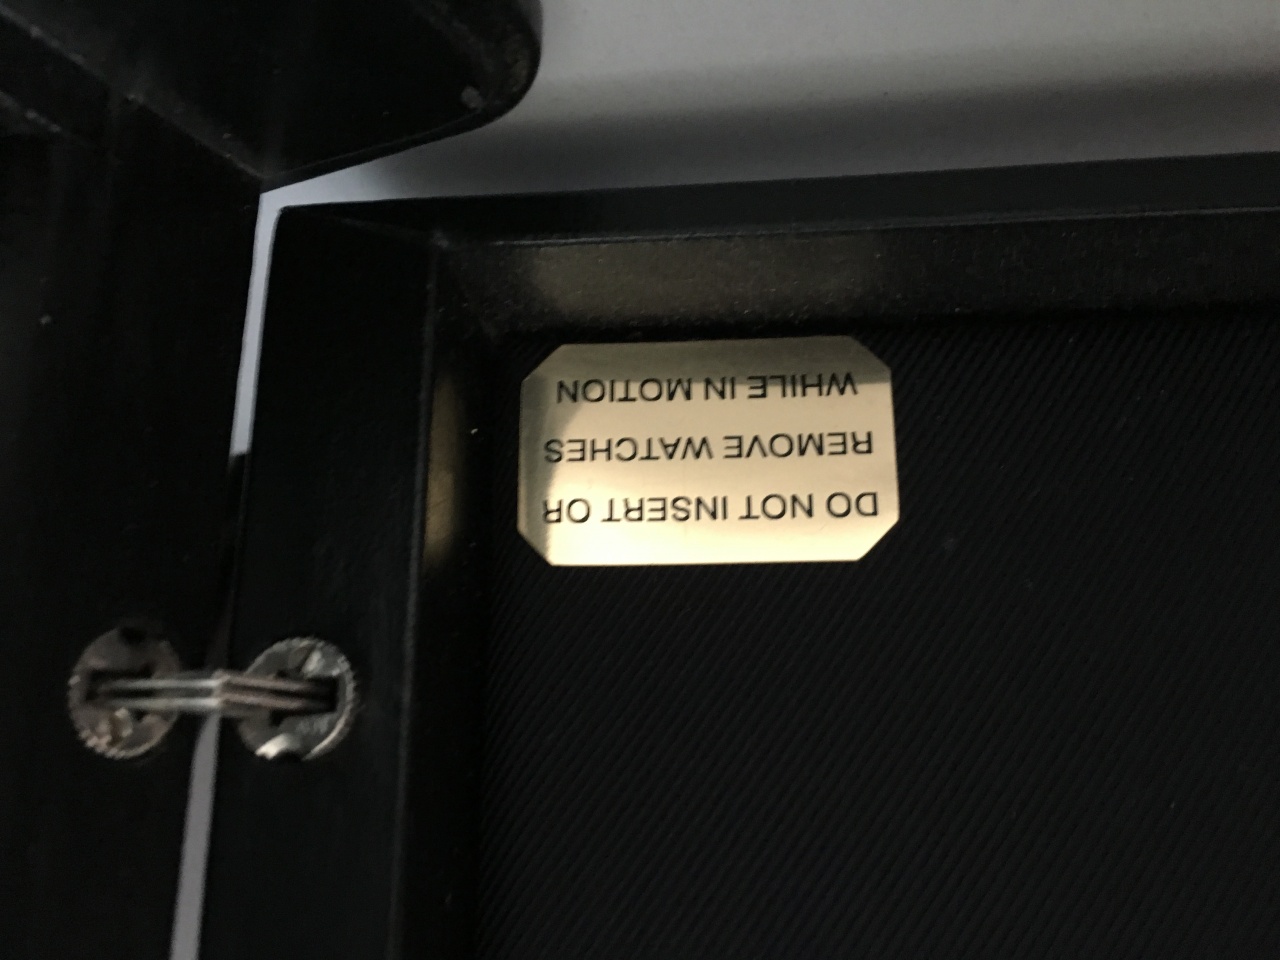 DO NOT INSERT OR
REMOVE WATCHES
WHILE IN MOTION